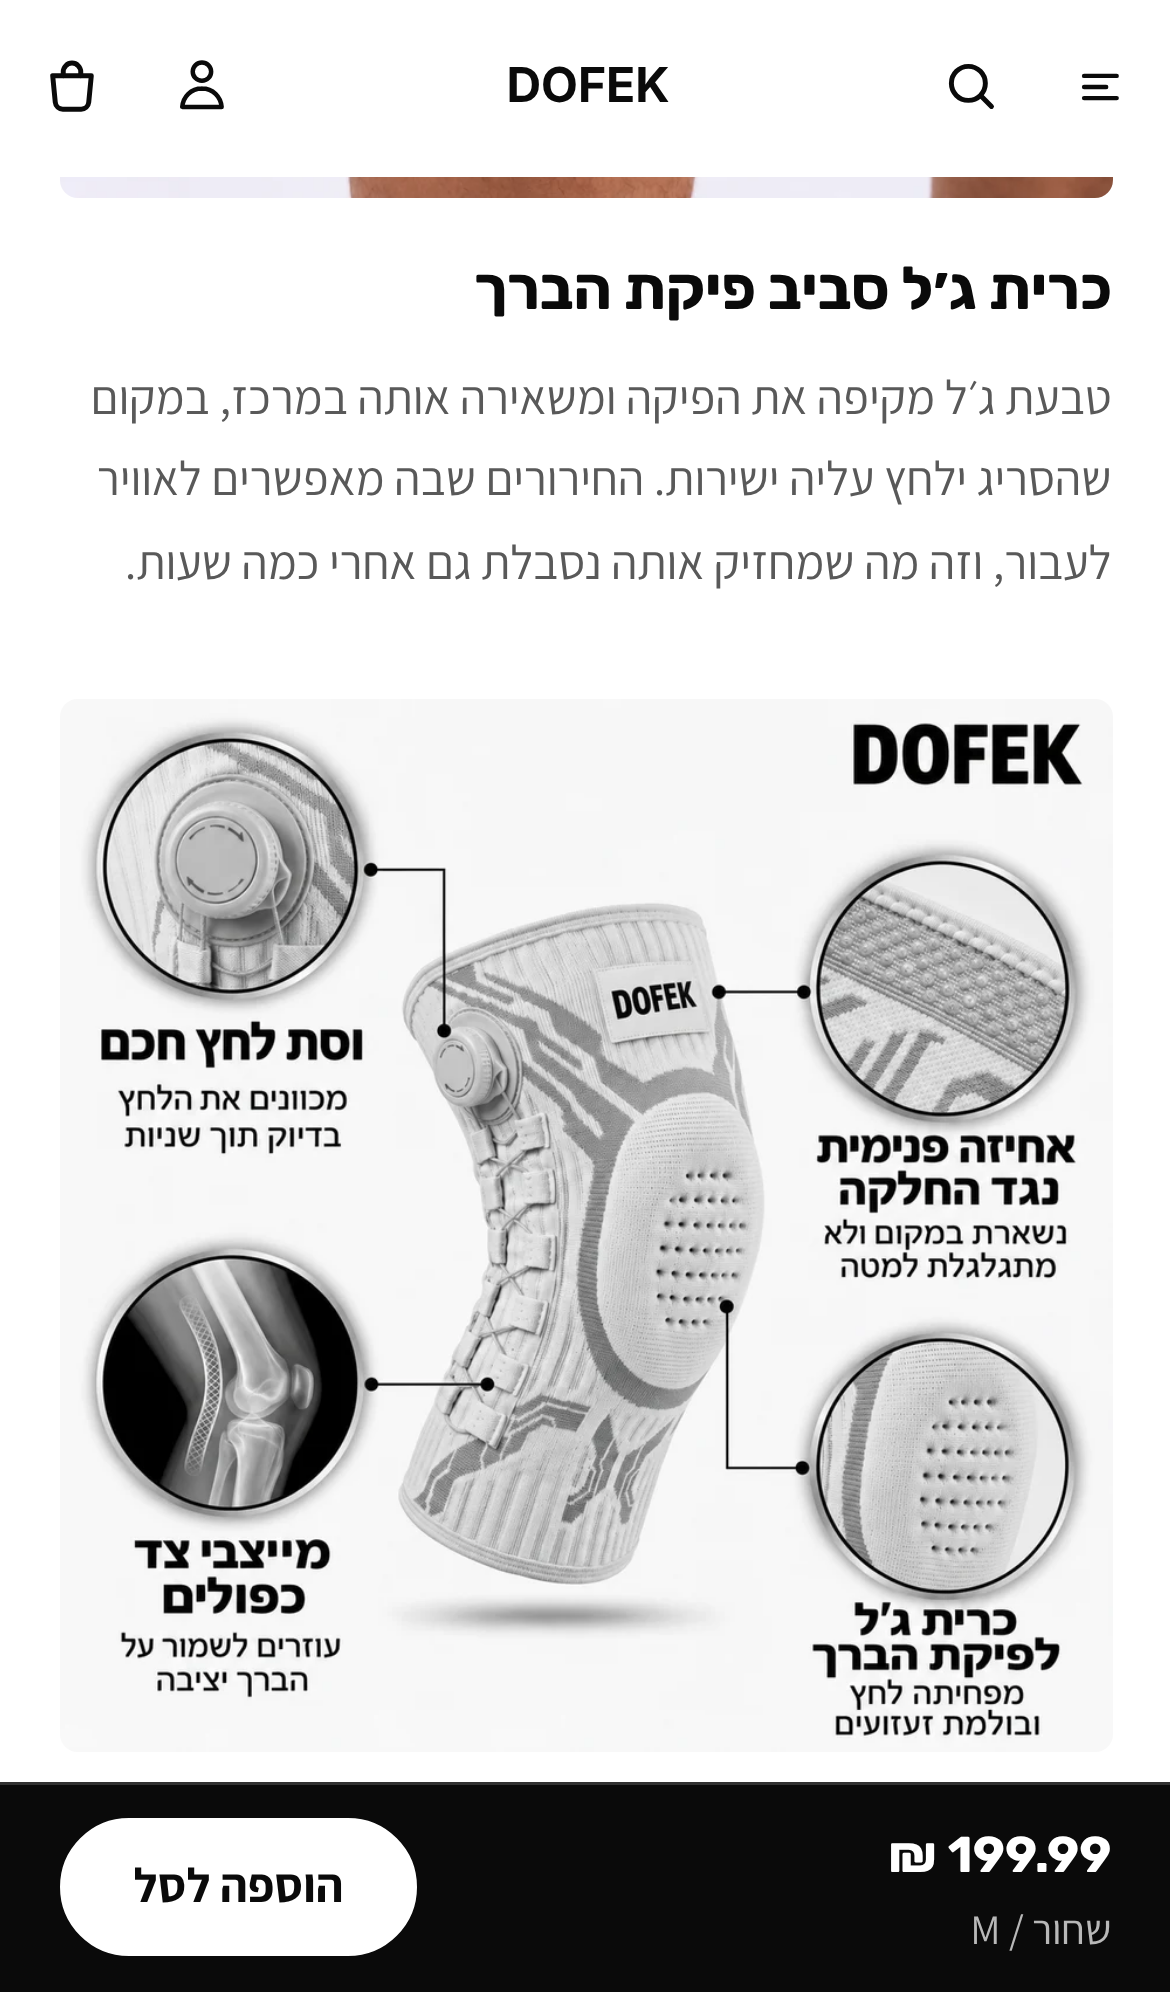 DOFEK
כרית ג׳ל סביב פיקת הברך
טבעת ג׳ל מקיפה את הפיקה ומשאירה אותה במרכז, במקום
שהסריג ילחץ עליה ישירות. החירורים שבה מאפשרים לאוויר
לעבור, וזה מה שמחזיק אותה נסבלת גם אחרי כמה שעות.
DOFEK
DOFEK
וסת לחץ חכם
מכוונים את הלחץ
בדיוק תוך שניות
אחיזה פנימית
נגד החלקה
נשארת במקום ולא
מתגלגלת למטה
מייצבי צד
כפולים
עוזרים לשמור על
הברך יציבה
כרית ג'ל
לפיקת הברך
מפחיתה לחץ
ובולמת זעזועים
199.99 ₪
שחור / M
הוספה לסל